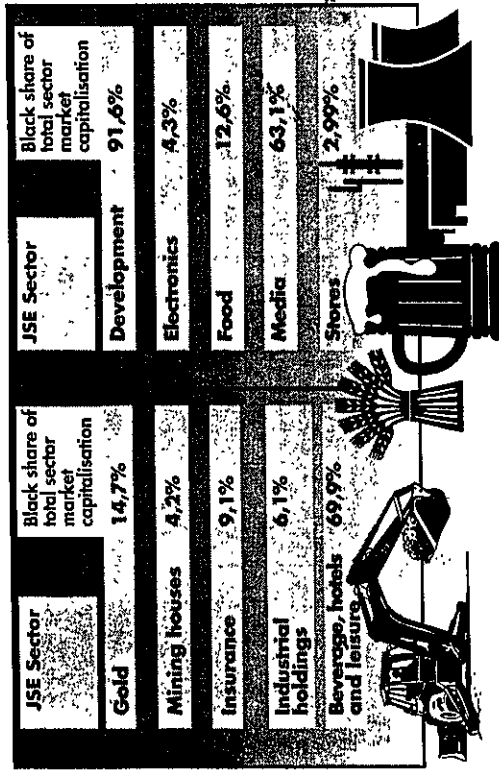 JSE Sector
Black share of
total sector
market
capitalisation
Gold 14,7%
Mining houses 4,2%
Insurance 9,1%
Industrial
holdings 6,1%
Beverage, hotels
and leisure 69,9%
JSE Sector
Black share of
total sector
market
capitalisation
Development 91,6%
Electronics 4,3%
Food 12,6%
Media 63,1%
Stores 2,99%